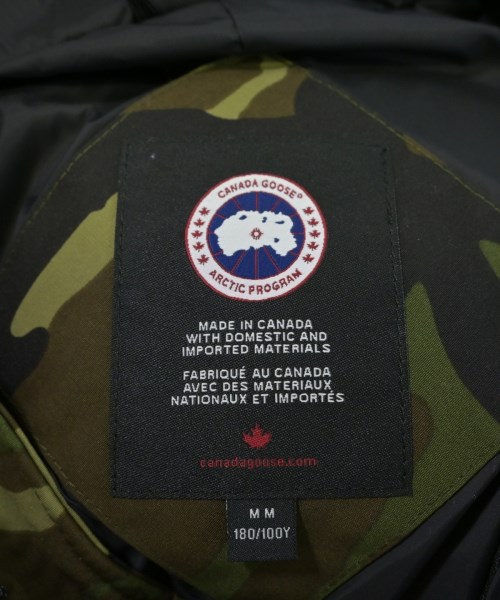 CANADA GOOSE®
ARCTIC PROGRAM
MADE IN CANADA
WITH DOMESTIC AND
IMPORTED MATERIALS
FABRIQUÉ AU CANADA
AVEC DES MATERIAUX
NATIONAUX ET IMPORTÉS
canadagoose.com
M M
180/100Y